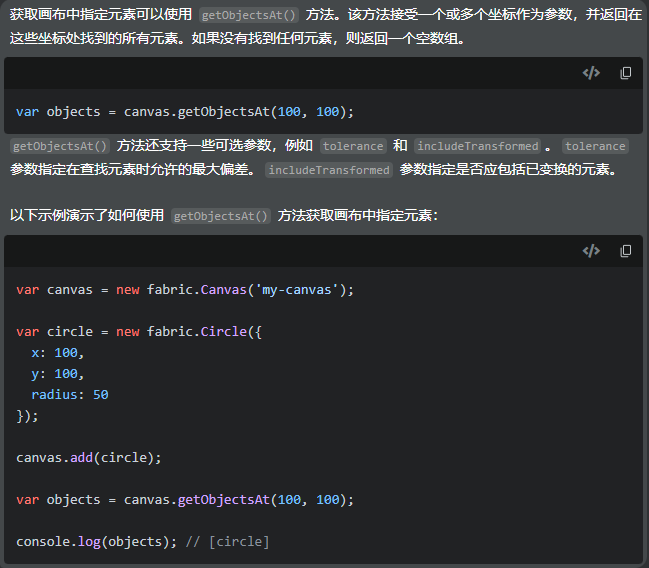 获取画布中指定元素可以使用 getObjectsAt() 方法。该方法接受一个或多个坐标作为参数，并返回在
这些坐标处找到的所有元素。如果没有找到任何元素，则返回一个空数组。
</>
var objects = canvas.getObjectsAt(100, 100);
getObjectsAt() 方法还支持一些可选参数，例如 tolerance 和 includeTransformed 。 tolerance
参数指定在查找元素时允许的最大偏差。 includeTransformed 参数指定是否应包括已变换的元素。
以下示例演示了如何使用 getObjectsAt() 方法获取画布中指定元素：
</>
var canvas = new fabric.Canvas('my-canvas');
var circle = new fabric.Circle({
  x: 100,
  y: 100,
  radius: 50
});
canvas.add(circle);
var objects = canvas.getObjectsAt(100, 100);
console.log(objects); // [circle]